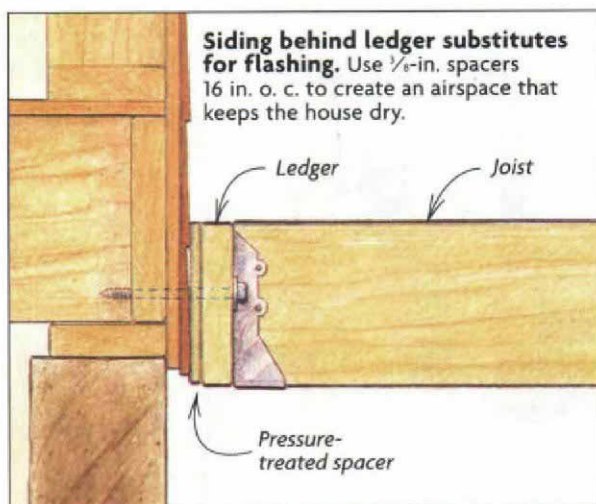 Siding behind ledger substitutes
for flashing. Use ³⁄₈-in. spacers
16 in. o. c. to create an airspace that
keeps the house dry.
Ledger
Joist
Pressure-
treated spacer